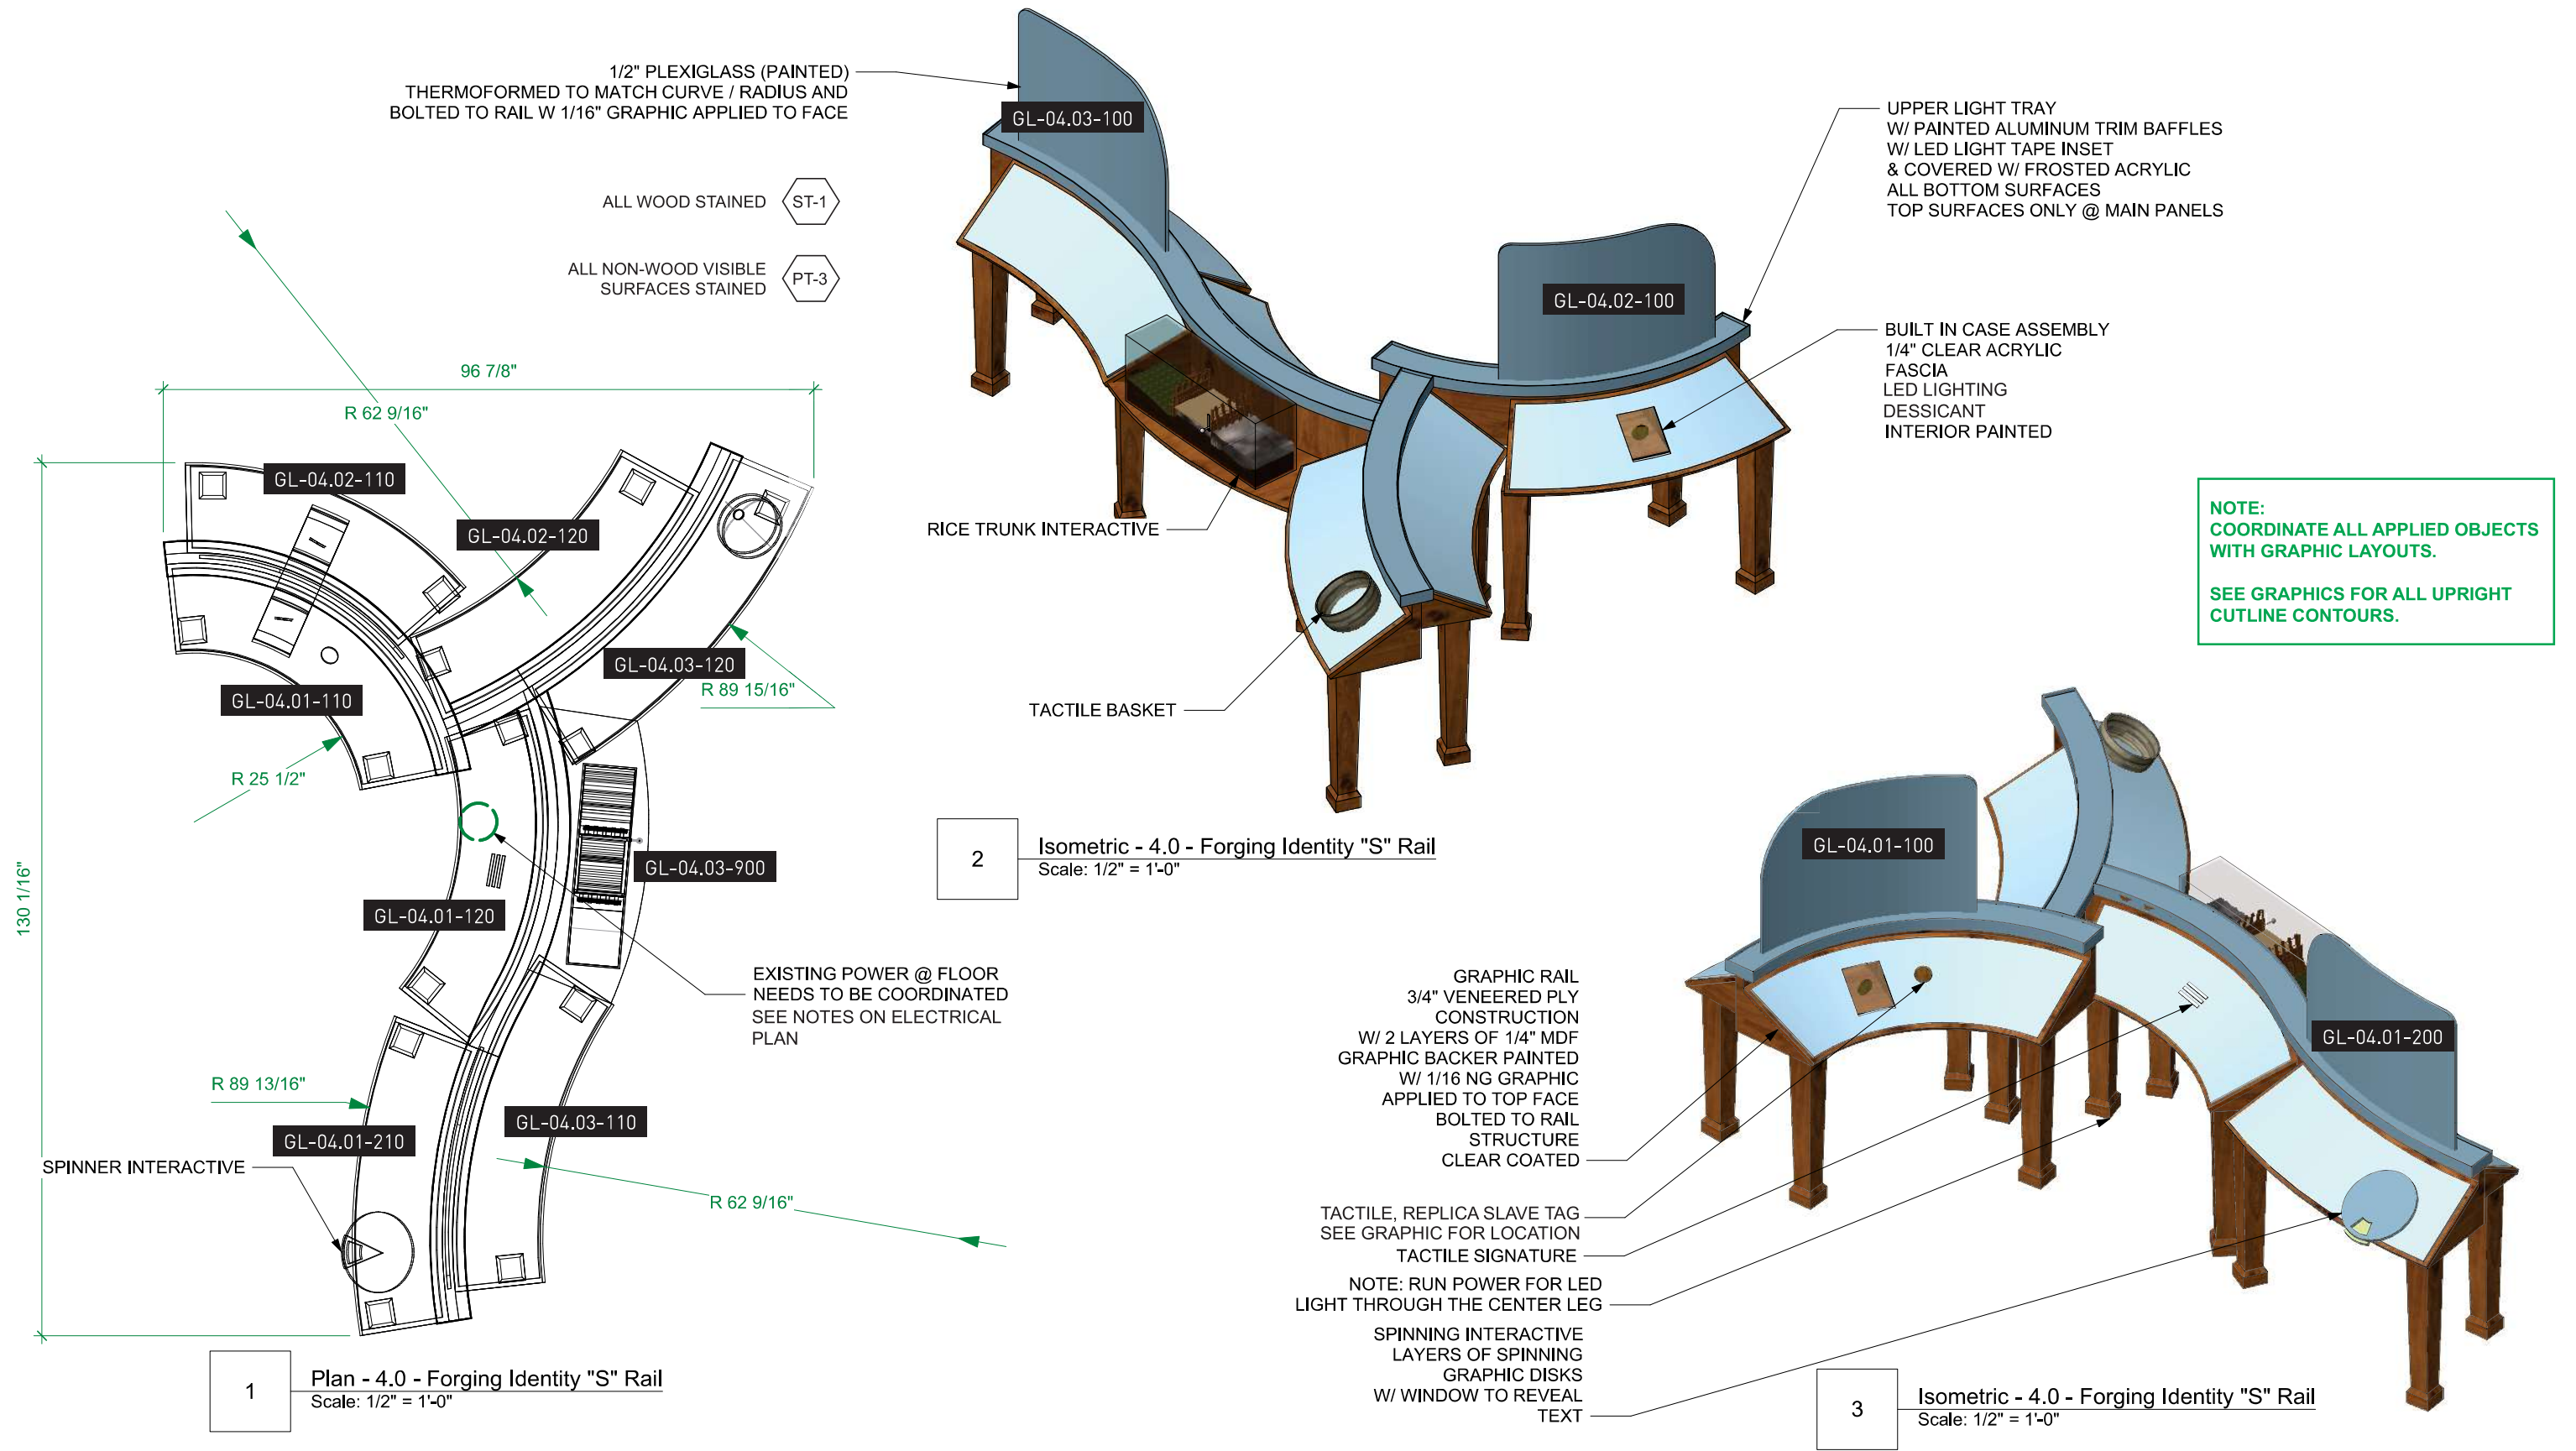 1/2" PLEXIGLASS (PAINTED)
THERMOFORMED TO MATCH CURVE / RADIUS AND
BOLTED TO RAIL W 1/16" GRAPHIC APPLIED TO FACE
ALL WOOD STAINED
ST-1
ALL NON-WOOD VISIBLE
SURFACES STAINED
PT-3
96 7/8"
R 62 9/16"
GL-04.02-110
GL-04.02-120
GL-04.03-120
R 89 15/16"
GL-04.01-110
R 25 1/2"
130 1/16"
GL-04.03-900
GL-04.01-120
EXISTING POWER @ FLOOR
NEEDS TO BE COORDINATED
SEE NOTES ON ELECTRICAL
PLAN
R 89 13/16"
GL-04.03-110
GL-04.01-210
SPINNER INTERACTIVE
R 62 9/16"
1
Plan - 4.0 - Forging Identity "S" Rail
Scale: 1/2" = 1'-0"
GL-04.03-100
UPPER LIGHT TRAY
W/ PAINTED ALUMINUM TRIM BAFFLES
W/ LED LIGHT TAPE INSET
& COVERED W/ FROSTED ACRYLIC
ALL BOTTOM SURFACES
TOP SURFACES ONLY @ MAIN PANELS
GL-04.02-100
BUILT IN CASE ASSEMBLY
1/4" CLEAR ACRYLIC
FASCIA
LED LIGHTING
DESSICANT
INTERIOR PAINTED
RICE TRUNK INTERACTIVE
TACTILE BASKET
2
Isometric - 4.0 - Forging Identity "S" Rail
Scale: 1/2" = 1'-0"
NOTE:
COORDINATE ALL APPLIED OBJECTS
WITH GRAPHIC LAYOUTS.
SEE GRAPHICS FOR ALL UPRIGHT
CUTLINE CONTOURS.
GL-04.01-100
GL-04.01-200
GRAPHIC RAIL
3/4" VENEERED PLY
CONSTRUCTION
W/ 2 LAYERS OF 1/4" MDF
GRAPHIC BACKER PAINTED
W/ 1/16 NG GRAPHIC
APPLIED TO TOP FACE
BOLTED TO RAIL
STRUCTURE
CLEAR COATED
TACTILE, REPLICA SLAVE TAG
SEE GRAPHIC FOR LOCATION
TACTILE SIGNATURE
NOTE: RUN POWER FOR LED
LIGHT THROUGH THE CENTER LEG
SPINNING INTERACTIVE
LAYERS OF SPINNING
GRAPHIC DISKS
W/ WINDOW TO REVEAL
TEXT
3
Isometric - 4.0 - Forging Identity "S" Rail
Scale: 1/2" = 1'-0"